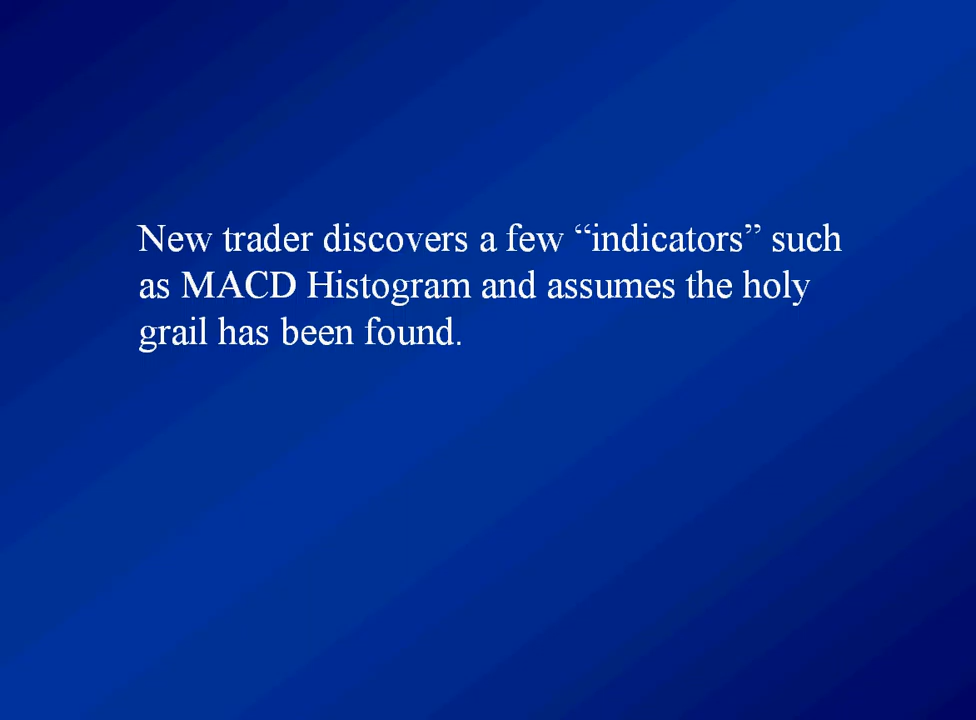 New trader discovers a few “indicators” such
as MACD Histogram and assumes the holy
grail has been found.